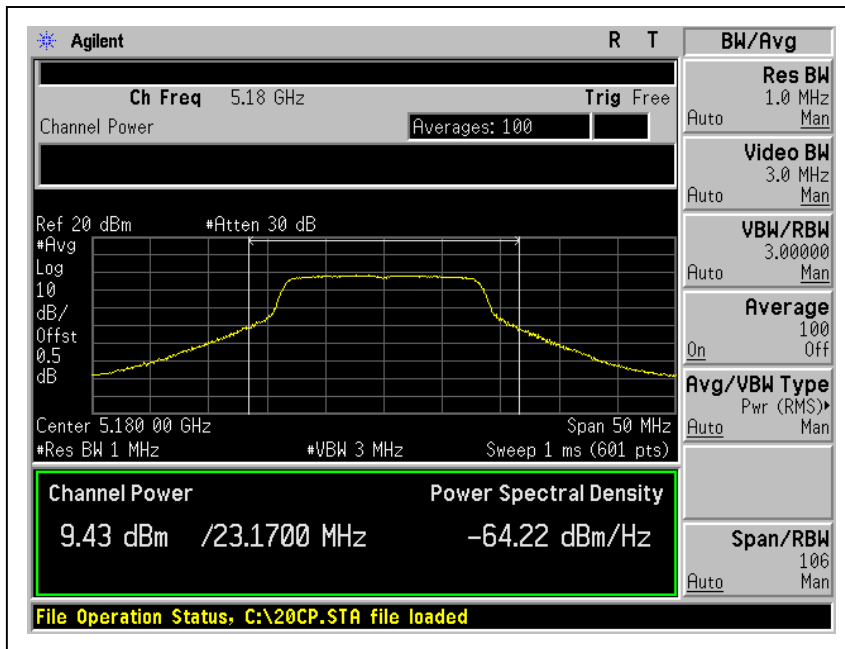 Agilent R T
Ch Freq 5.18 GHz Trig Free
Channel Power Averages: 100
Ref 20 dBm #Atten 30 dB
#Avg
Log
10
dB/
Offst
0.5
dB
Center 5.180 00 GHz Span 50 MHz
#Res BW 1 MHz #VBW 3 MHz Sweep 1 ms (601 pts)
Channel Power Power Spectral Density
9.43 dBm /23.1700 MHz -64.22 dBm/Hz
File Operation Status, C:\20CP.STA file loaded
BW/Avg
Res BW
1.0 MHz
Auto Man
Video BW
3.0 MHz
Auto Man
VBW/RBW
3.00000
Auto Man
Average
100
On Off
Avg/VBW Type
Pwr (RMS)▸
Auto Man
Span/RBW
106
Auto Man